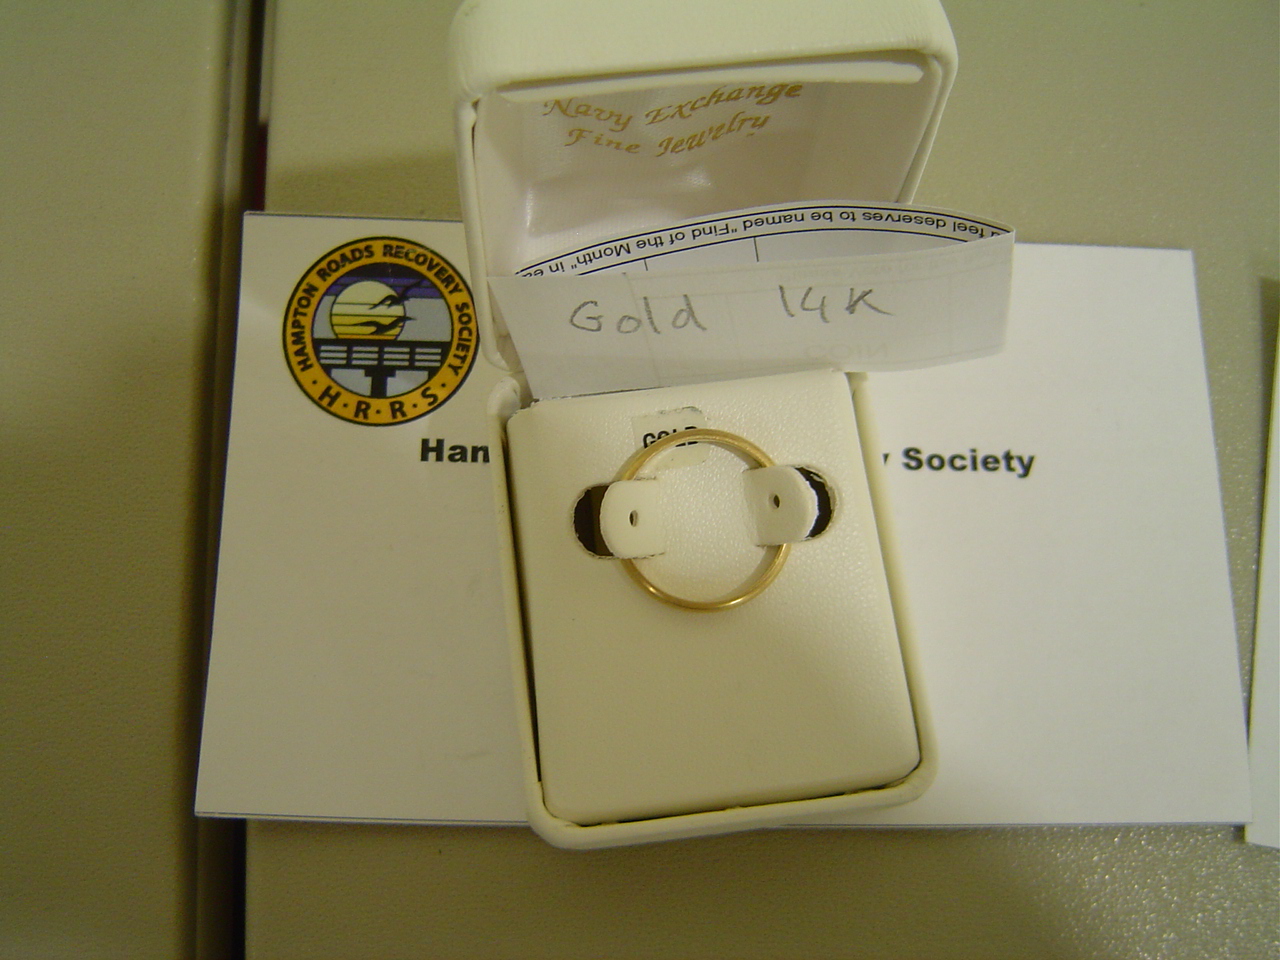 Navy Exchange
Fine Jewelry
feel deserves to be named "Find of the Month" in
Gold 14K
HAMPTON ROADS RECOVERY SOCIETY
H·R·R·S
GOLD
Han
Society